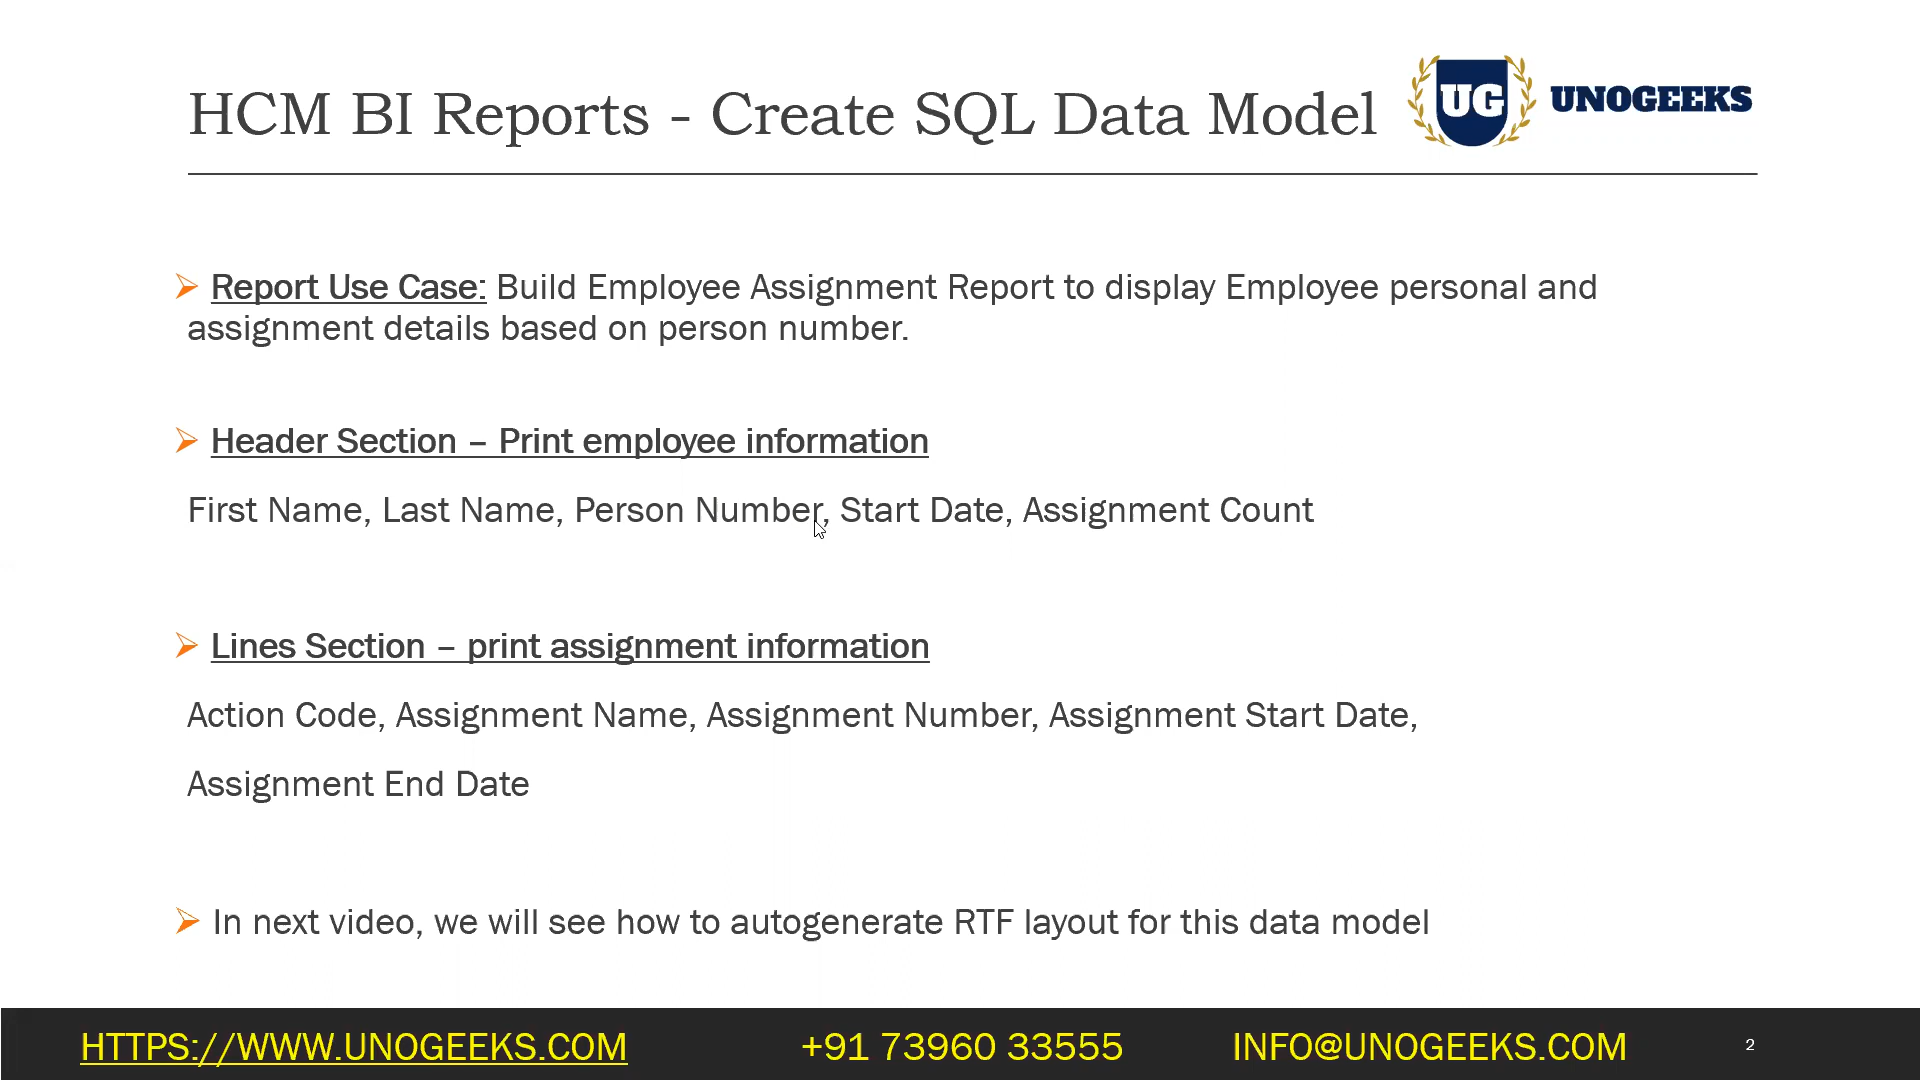 HCM BI Reports - Create SQL Data Model
UG UNOGEEKS
Report Use Case: Build Employee Assignment Report to display Employee personal and
assignment details based on person number.
Header Section – Print employee information
First Name, Last Name, Person Number, Start Date, Assignment Count
Lines Section – print assignment information
Action Code, Assignment Name, Assignment Number, Assignment Start Date,
Assignment End Date
In next video, we will see how to autogenerate RTF layout for this data model
HTTPS://WWW.UNOGEEKS.COM +91 73960 33555 INFO@UNOGEEKS.COM 2